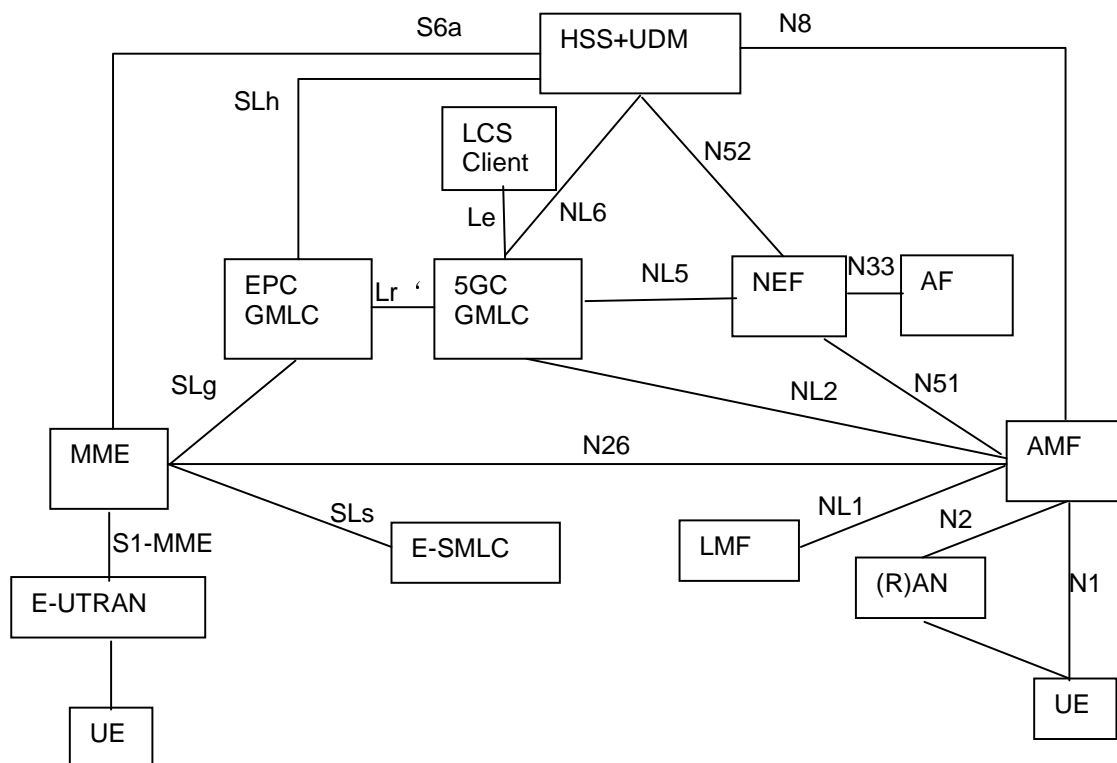 S6a
HSS+UDM
N8
SLh
LCS
Client
N52
Le
NL6
EPC
GMLC
Lr ‘
5GC
GMLC
NL5
NEF
N33
AF
SLg
NL2
N51
MME
N26
AMF
SLs
NL1
N2
S1-MME
E-SMLC
LMF
(R)AN
N1
E-UTRAN
UE
UE